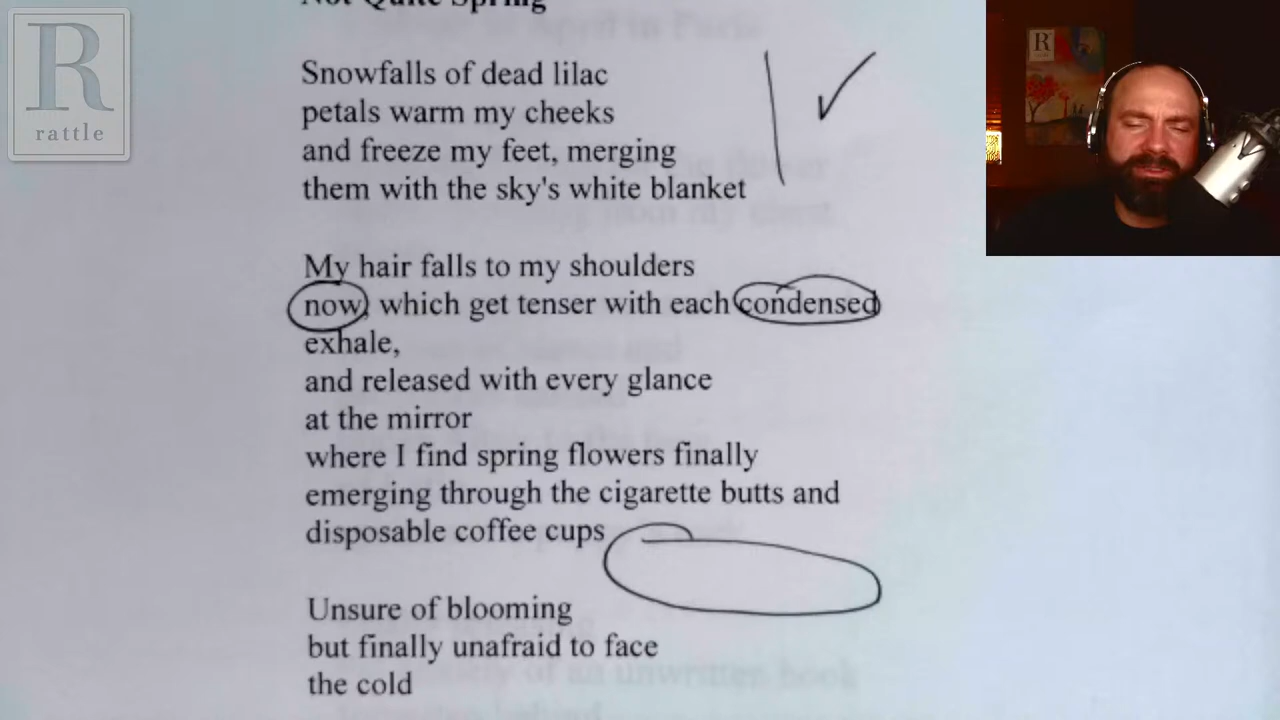 R
rattle
R
Not Quite Spring
Snowfalls of dead lilac
petals warm my cheeks
and freeze my feet, merging
them with the sky's white blanket
My hair falls to my shoulders
now, which get tenser with each condensed
exhale,
and released with every glance
at the mirror
where I find spring flowers finally
emerging through the cigarette butts and
disposable coffee cups
Unsure of blooming
but finally unafraid to face
the cold